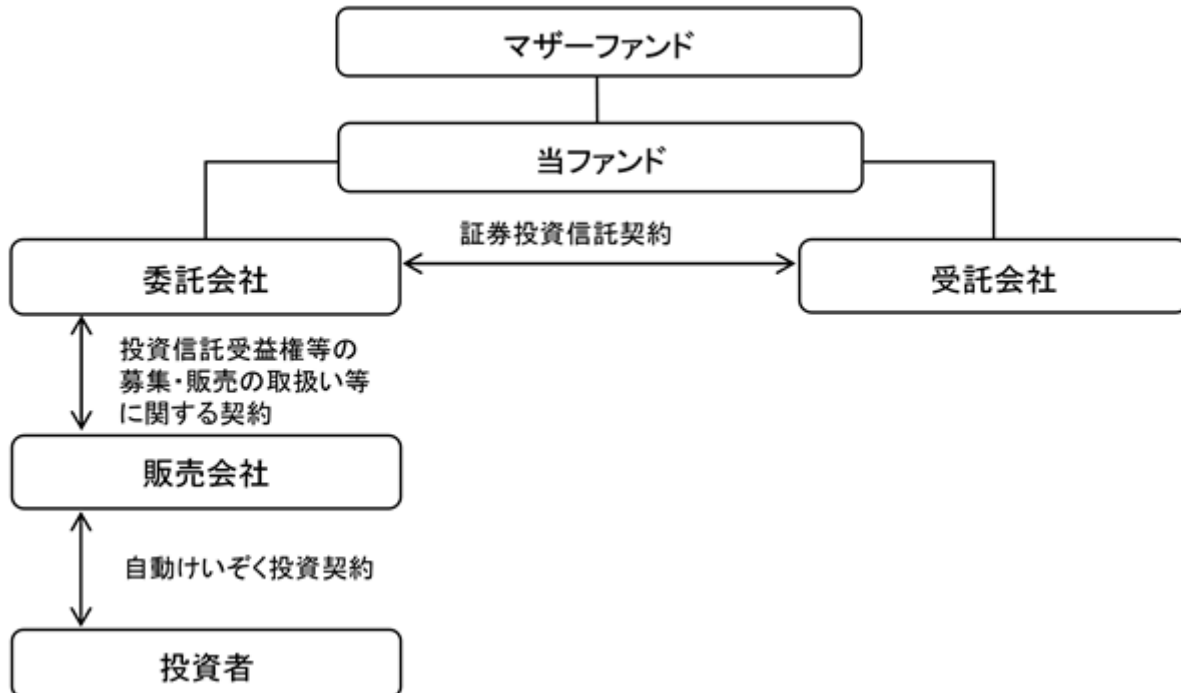 マザーファンド
当ファンド
証券投資信託契約
委託会社
受託会社
投資信託受益権等の
募集・販売の取扱い等
に関する契約
販売会社
自動けいぞく投資契約
投資者